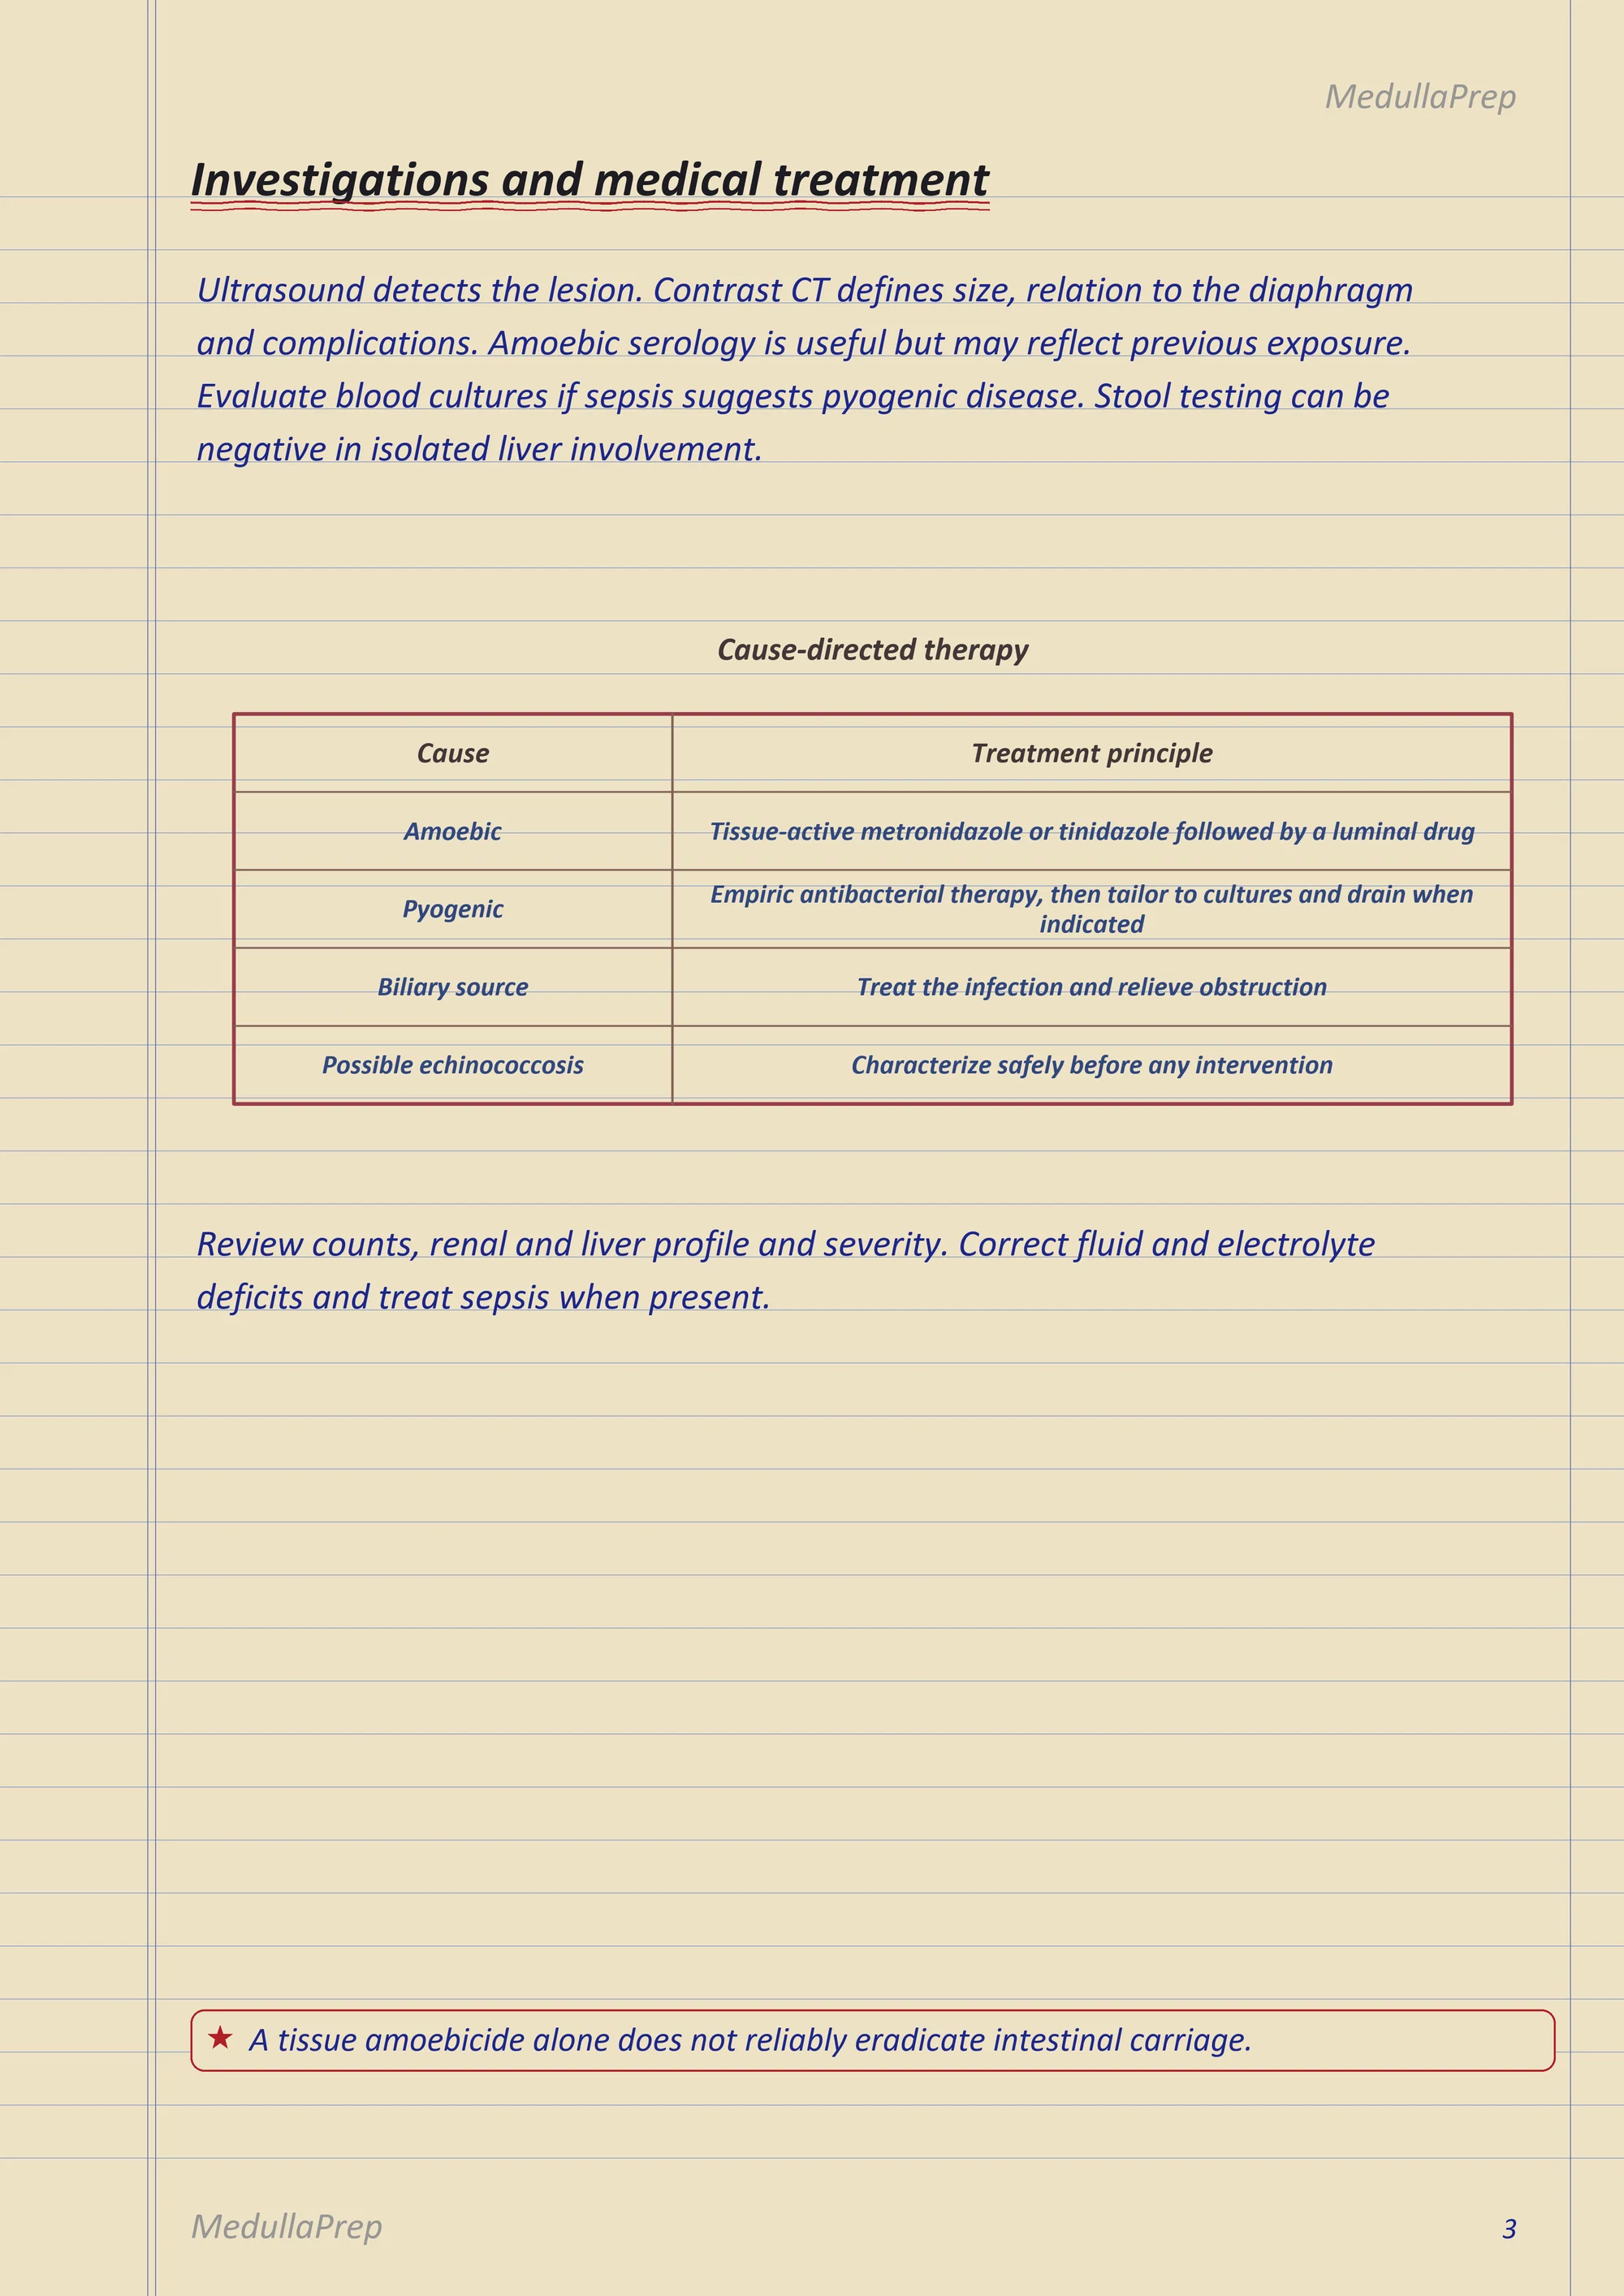 MedullaPrep
Investigations and medical treatment
Ultrasound detects the lesion. Contrast CT defines size, relation to the diaphragm
and complications. Amoebic serology is useful but may reflect previous exposure.
Evaluate blood cultures if sepsis suggests pyogenic disease. Stool testing can be
negative in isolated liver involvement.
Cause-directed therapy
Cause Treatment principle
Amoebic Tissue-active metronidazole or tinidazole followed by a luminal drug
Pyogenic Empiric antibacterial therapy, then tailor to cultures and drain when
indicated
Biliary source Treat the infection and relieve obstruction
Possible echinococcosis Characterize safely before any intervention
Review counts, renal and liver profile and severity. Correct fluid and electrolyte
deficits and treat sepsis when present.
★ A tissue amoebicide alone does not reliably eradicate intestinal carriage.
MedullaPrep 3